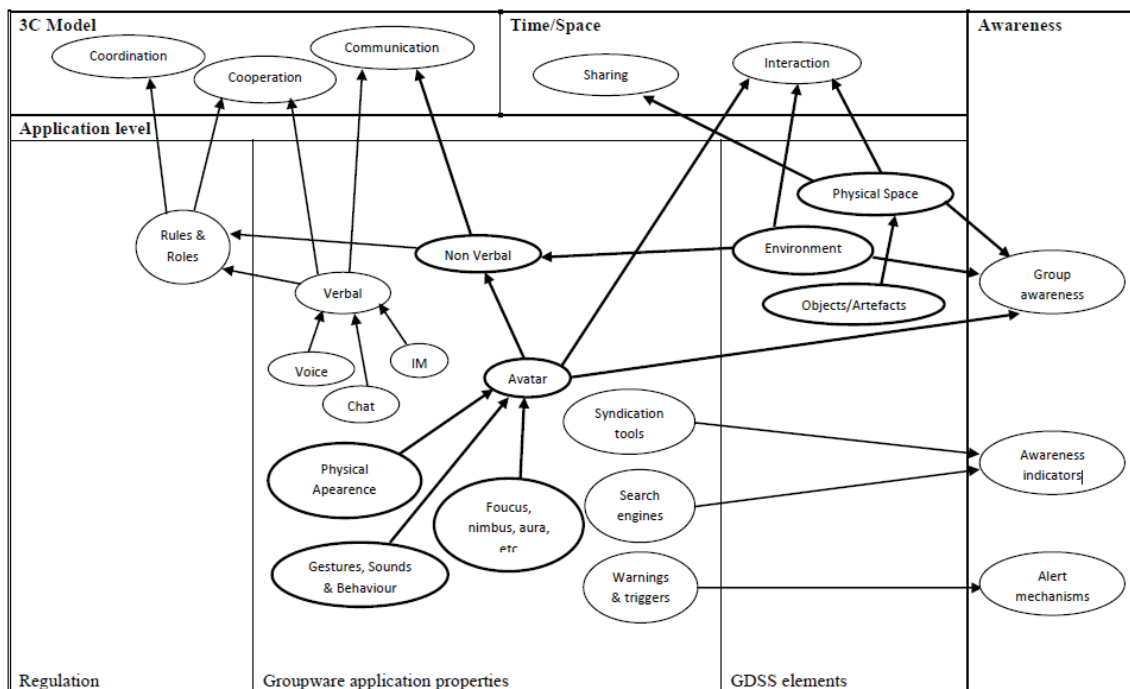 3C Model
Time/Space
Awareness
Coordination
Cooperation
Communication
Sharing
Interaction
Application level
Physical Space
Rules &
Roles
Non Verbal
Environment
Group
awareness
Verbal
Objects/Artefacts
Voice
IM
Chat
Avatar
Syndication
tools
Awareness
indicators
Physical
Apearence
Foucus,
nimbus, aura,
etc
Search
engines
Gestures, Sounds
& Behaviour
Warnings
& triggers
Alert
mechanisms
Regulation
Groupware application properties
GDSS elements